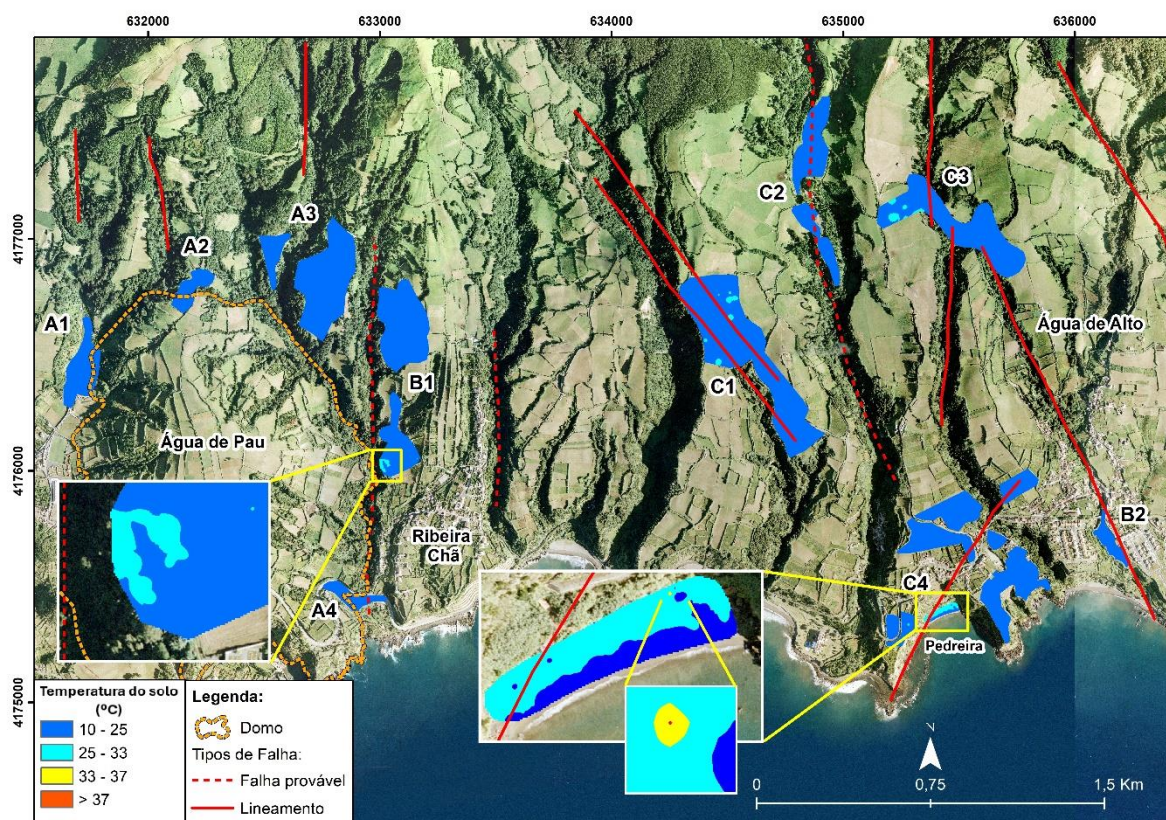 632000
633000
634000
635000
636000
4177000
4176000
4175000
A1
A2
A3
A4
B1
B2
C1
C2
C3
C4
Água de Pau
Ribeira
Chã
Água de Alto
Pedreira
Temperatura do solo
(ºC)
10 - 25
25 - 33
33 - 37
> 37
Legenda:
Domo
Tipos de Falha:
Falha provável
Lineamento
N
0
0,75
1,5 Km